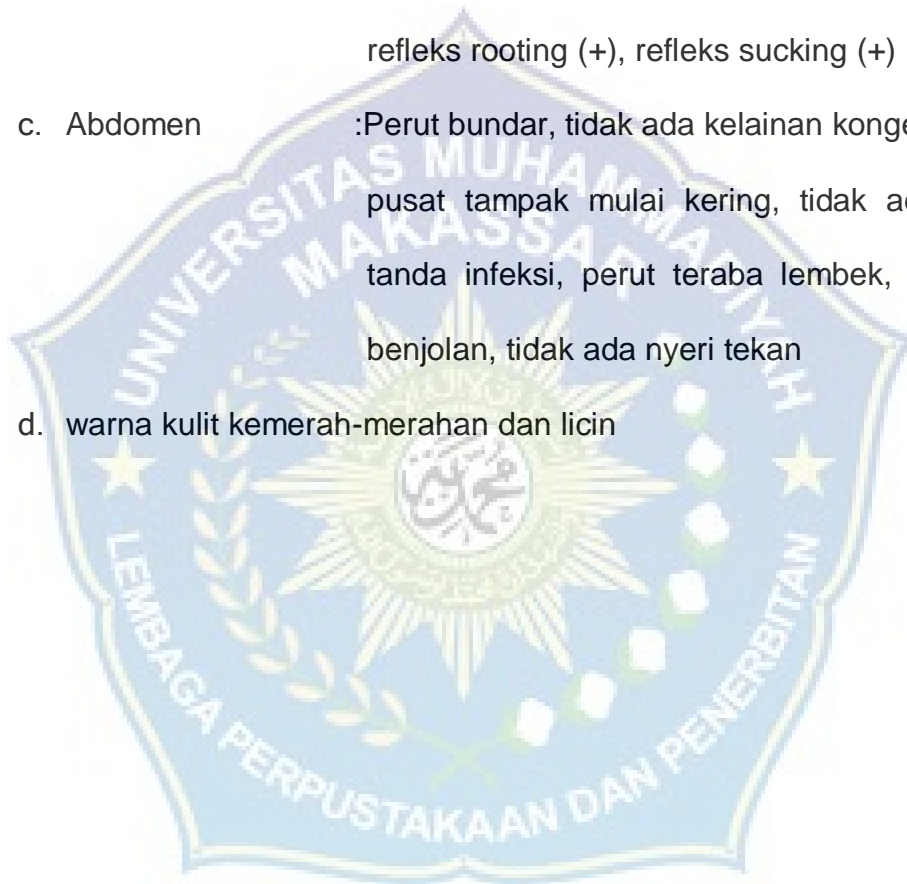 refleks rooting (+), refleks sucking (+)
c. Abdomen :Perut bundar, tidak ada kelainan
pusat tampak mulai kering, tidak
tanda infeksi, perut teraba lembek,
benjolan, tidak ada nyeri tekan
d. warna kulit kemerah-merahan dan licin
UNIVERSITAS MUHAMMADIYAH
MAKASSAR
LEMBAGA PERPUSTAKAAN DAN PENERBITAN